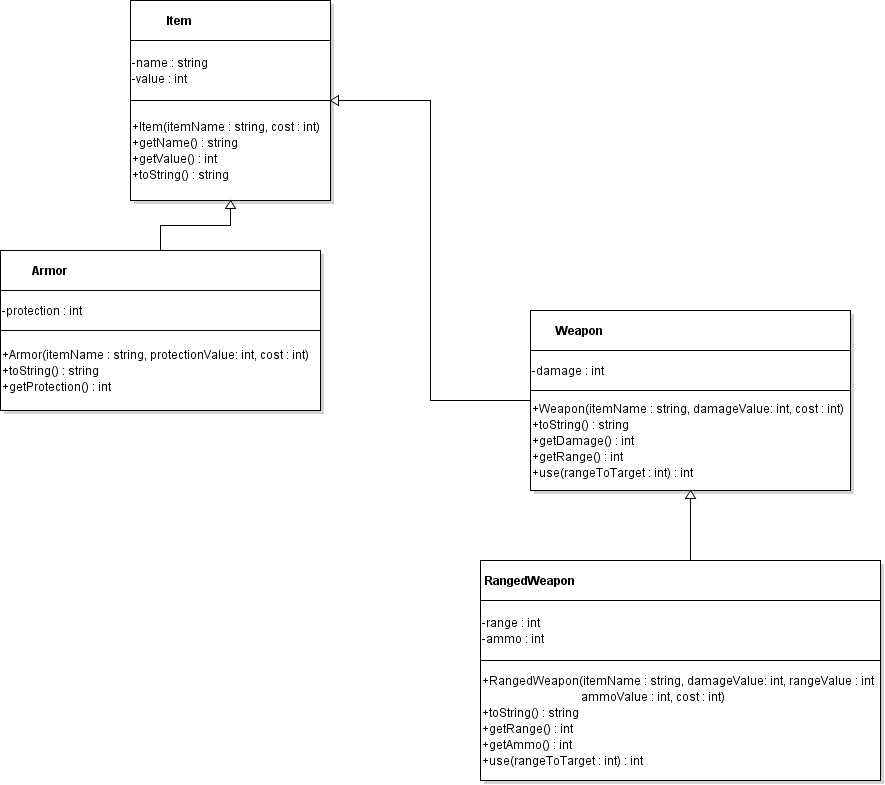 Item
-name : string
-value : int
+Item(itemName : string, cost : int)
+getName() : string
+getValue() : int
+toString() : string
Armor
-protection : int
+Armor(itemName : string, protectionValue: int, cost : int)
+toString() : string
+getProtection() : int
Weapon
-damage : int
+Weapon(itemName : string, damageValue: int, cost : int)
+toString() : string
+getDamage() : int
+getRange() : int
+use(rangeToTarget : int) : int
RangedWeapon
-range : int
-ammo : int
+RangedWeapon(itemName : string, damageValue: int, rangeValue : int
ammoValue : int, cost : int)
+toString() : string
+getRange() : int
+getAmmo() : int
+use(rangeToTarget : int) : int